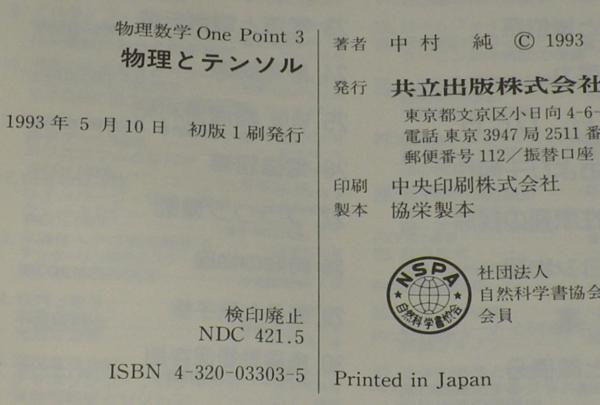 物理数学 One Point 3
物理とテンソル
1993 年 5 月 10 日 初版 1 刷発行
検印廃止
NDC 421.5
ISBN 4-320-03303-5
著者 中村 純 © 1993
発行 共立出版株式会社
東京都文京区小日向 4-6-
電話 東京 3947 局 2511 番
郵便番号 112／振替口座
印刷 中央印刷株式会社
製本 協栄製本
NSPA
自然科学書協会
社団法人
自然科学書協会
会員
Printed in Japan